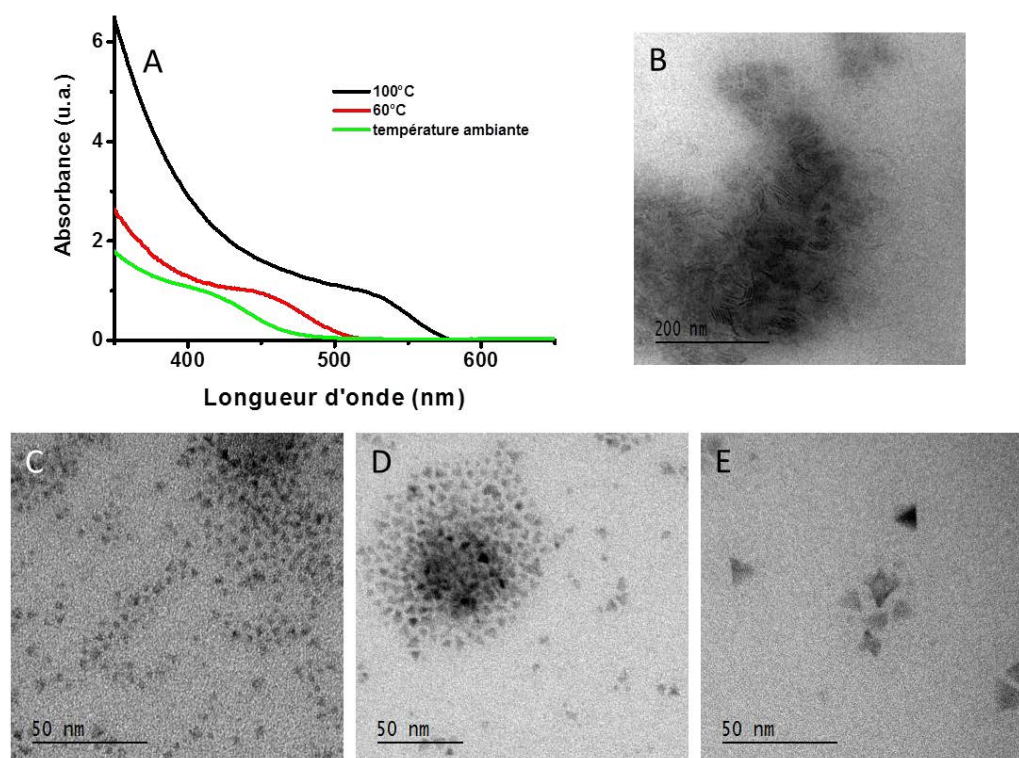 A
6
4
2
0
Absorbance (u.a.)
100°C
60°C
température ambiante
400
500
600
Longueur d'onde (nm)
B
200 nm
C
50 nm
D
50 nm
E
50 nm